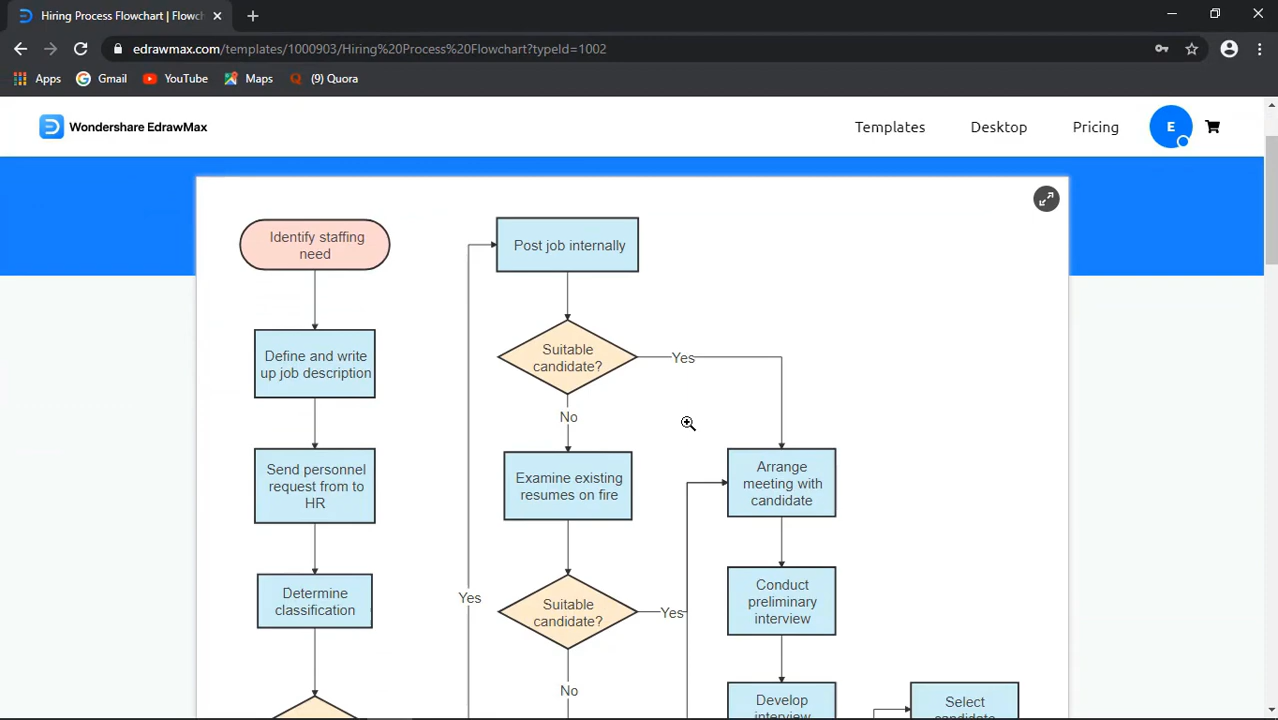 Hiring Process Flowchart | Flowc
edrawmax.com/templates/1000903/Hiring%20Process%20Flowchart?typeId=1002
Apps
Gmail
YouTube
Maps
(9) Quora
Wondershare EdrawMax
Templates
Desktop
Pricing
E
Identify staffing
need
Define and write
up job description
Send personnel
request from to
HR
Determine
classification
Yes
Post job internally
Suitable
candidate?
Yes
No
Examine existing
resumes on fire
Suitable
candidate?
Yes
No
Arrange
meeting with
candidate
Conduct
preliminary
interview
Develop
interview
Select
candidate